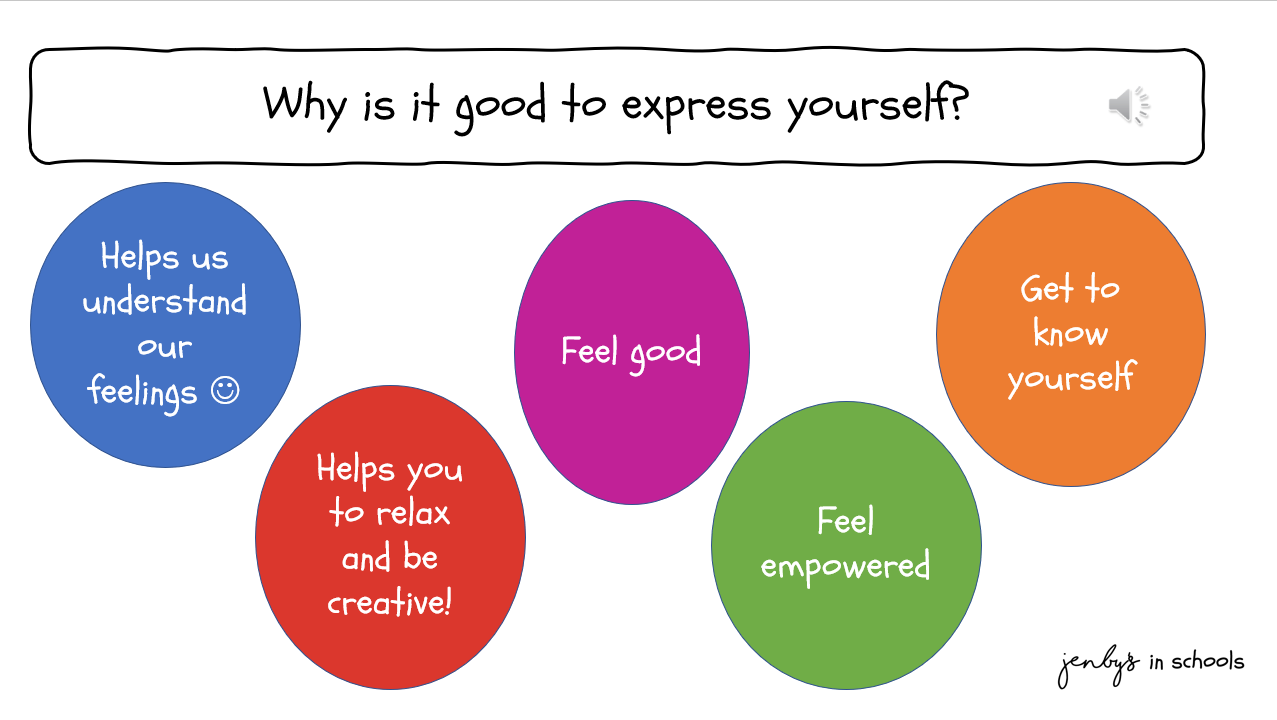 Why is it good to express yourself?
Helps us
understand
our
feelings ☺
Helps you
to relax
and be
creative!
Feel good
Feel
empowered
Get to
know
yourself
jenby's in schools